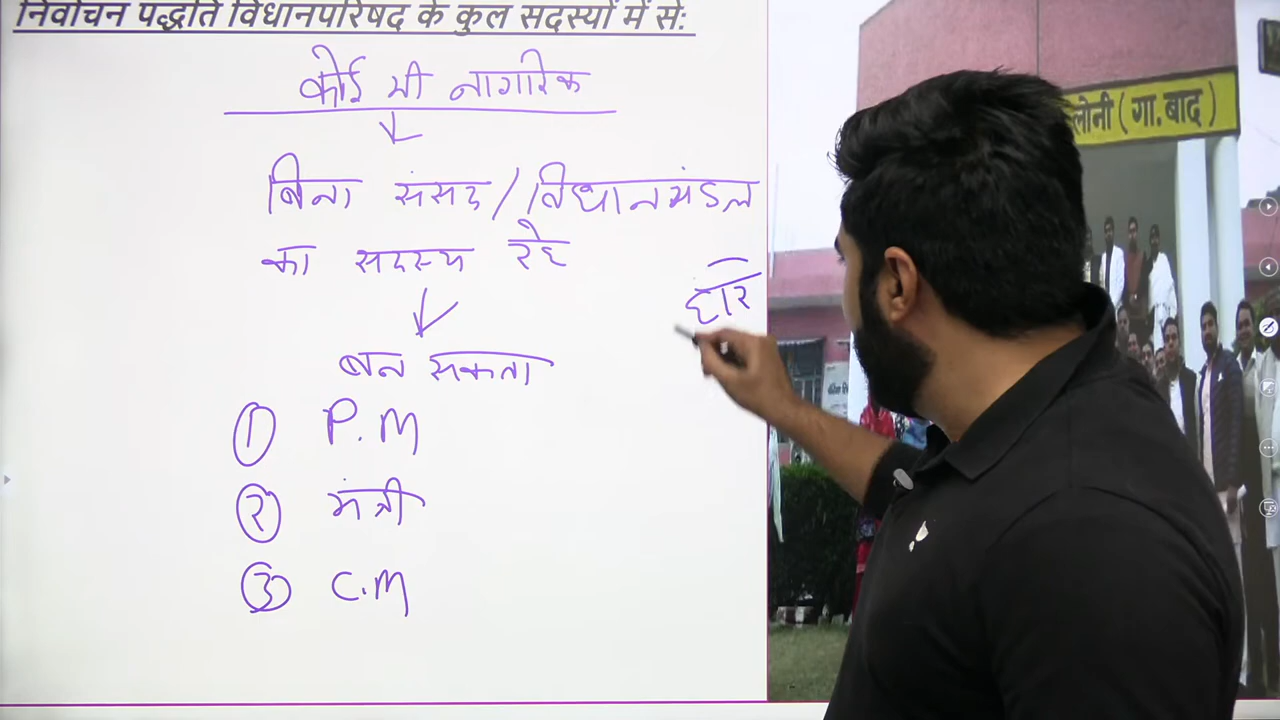 निर्वाचन पद्धति विधानपरिषद के कुल सदस्यों में से:
कोई भी नागरिक
बिना संसद/विधानमंडल
का सदस्य रहे
हार
बन सकता
① P.M
② मंत्री
③ C.M
लोनी (गा.बाद)